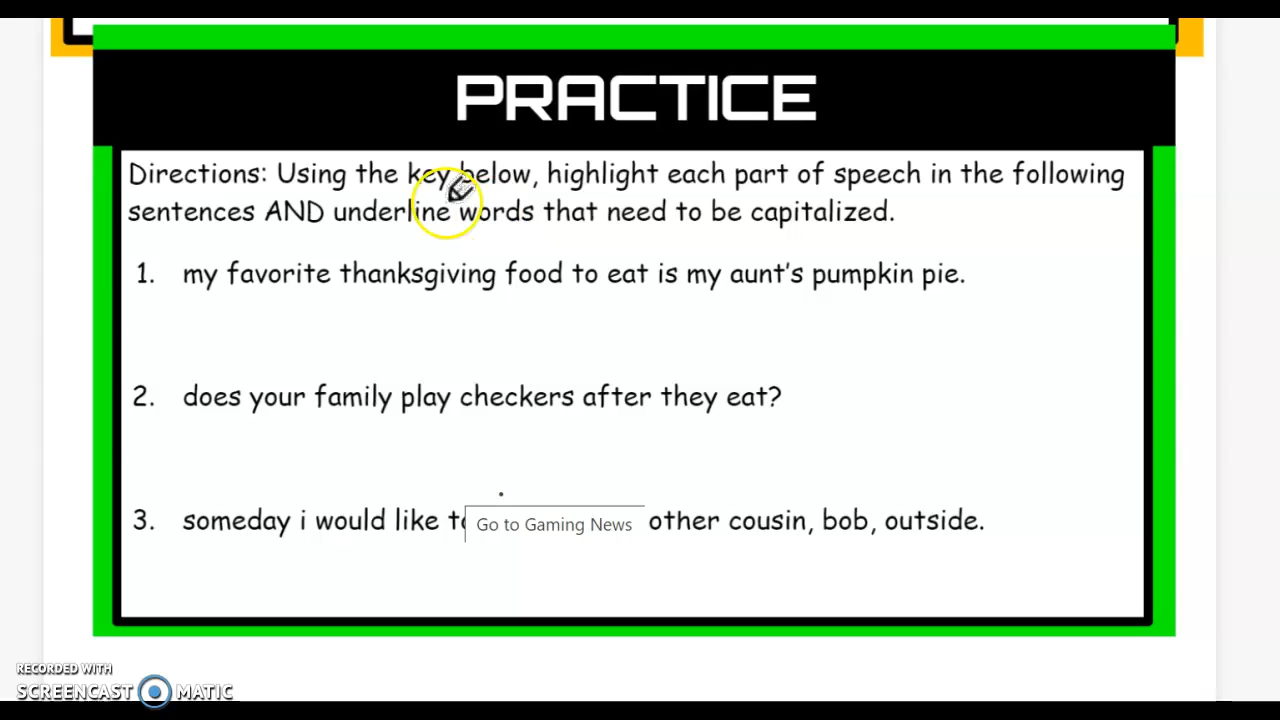 PRACTICE
Directions: Using the key below, highlight each part of speech in the following
sentences AND underline words that need to be capitalized.
1. my favorite thanksgiving food to eat is my aunt's pumpkin pie.
2. does your family play checkers after they eat?
3. someday i would like to Go to Gaming News other cousin, bob, outside.
RECORDED WITH
SCREENCAST MATIC